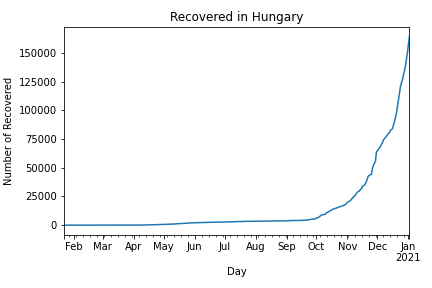 Recovered in Hungary
Number of Recovered
150000
125000
100000
75000
50000
25000
0
Feb Mar Apr May Jun Jul Aug Sep Oct Nov Dec Jan
2021
Day